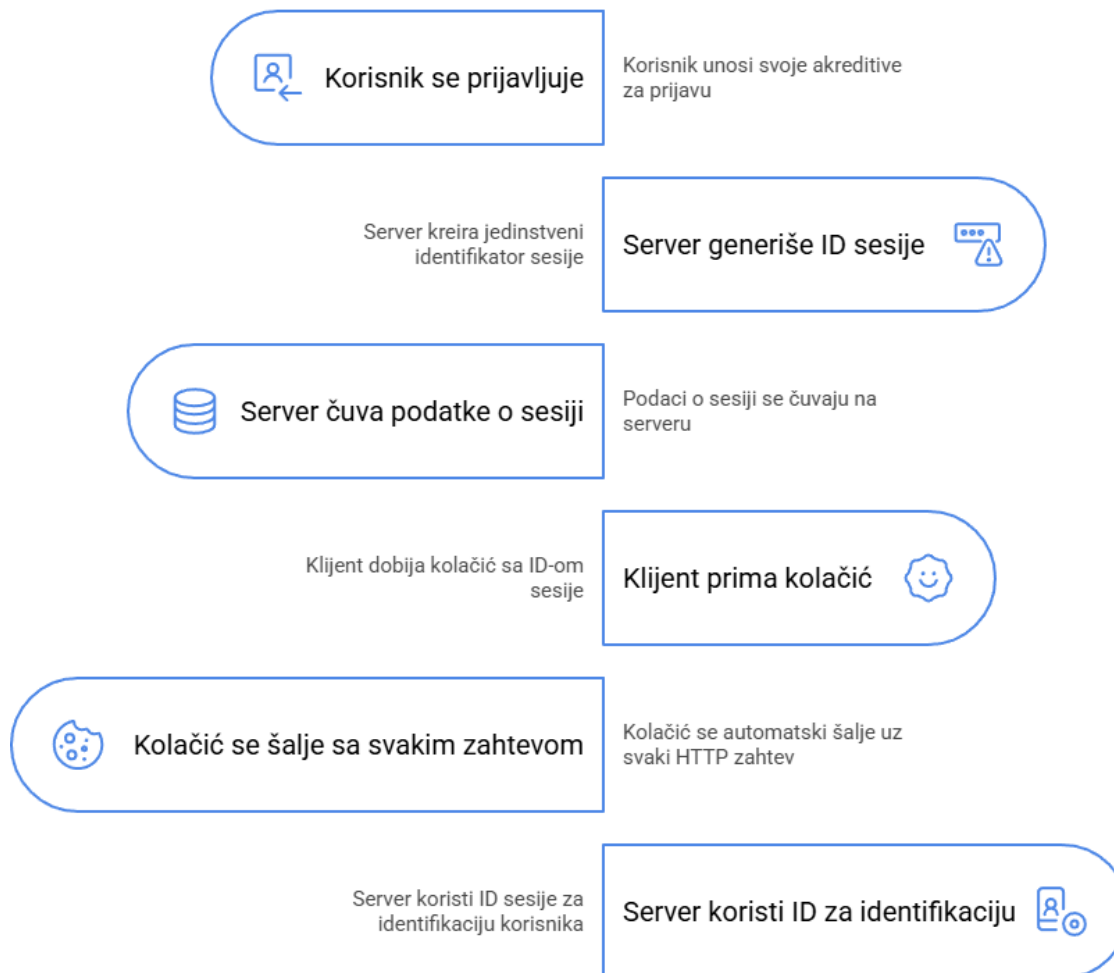 Korisnik se prijavljuje
Korisnik unosi svoje akreditive
za prijavu
Server kreira jedinstveni
identifikator sesije
Server generiše ID sesije
Server čuva podatke o sesiji
Podaci o sesiji se čuvaju na
serveru
Klijent dobija kolačić sa ID-om
sesije
Klijent prima kolačić
Kolačić se šalje sa svakim zahtevom
Kolačić se automatski šalje uz
svaki HTTP zahtev
Server koristi ID sesije za
identifikaciju korisnika
Server koristi ID za identifikaciju